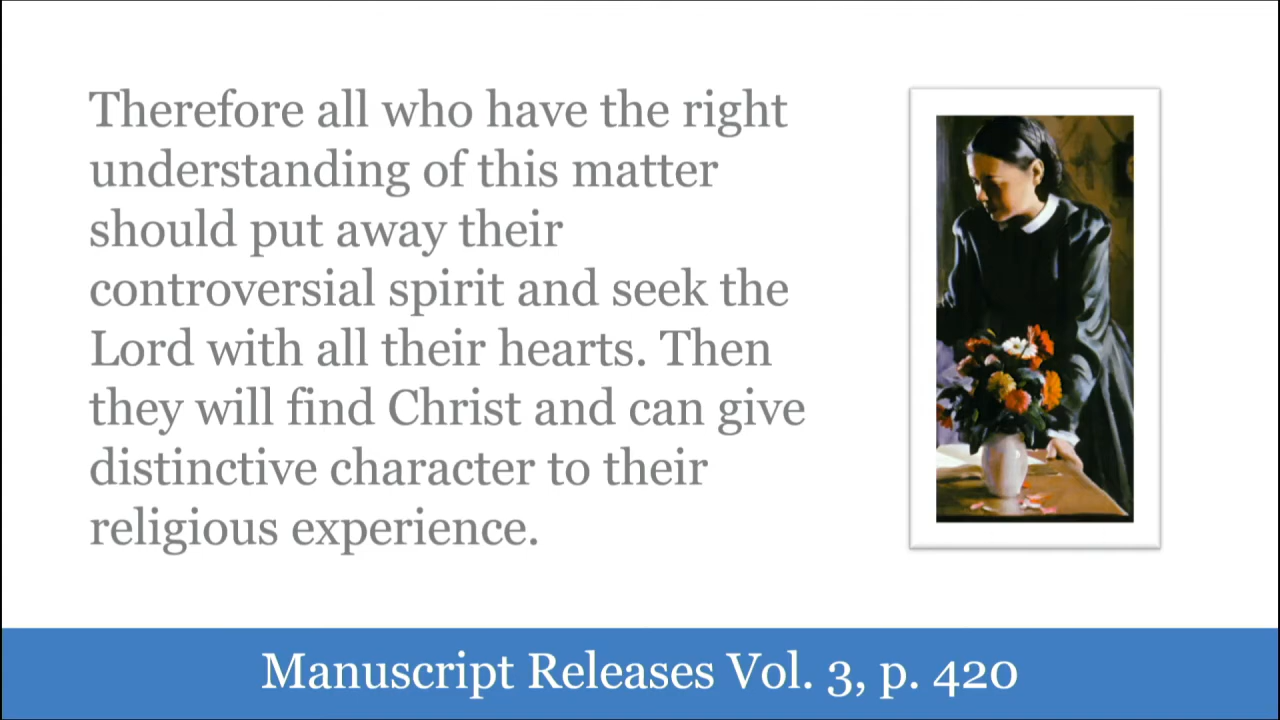 Therefore all who have the right
understanding of this matter
should put away their
controversial spirit and seek the
Lord with all their hearts. Then
they will find Christ and can give
distinctive character to their
religious experience.
Manuscript Releases Vol. 3, p. 420